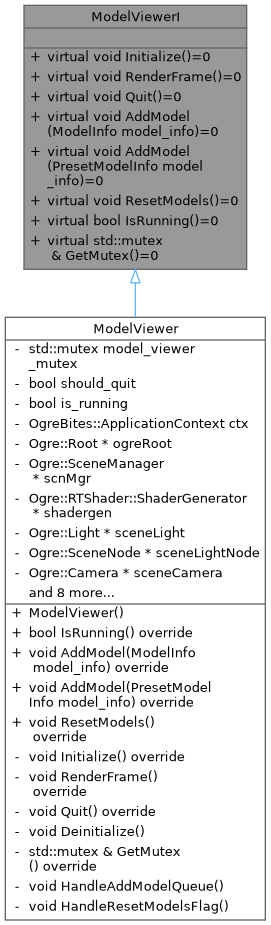 ModelViewerI
+ virtual void Initialize()=0
+ virtual void RenderFrame()=0
+ virtual void Quit()=0
+ virtual void AddModel
(ModelInfo model_info)=0
+ virtual void AddModel
(PresetModelInfo model
_info)=0
+ virtual void ResetModels()=0
+ virtual bool IsRunning()=0
+ virtual std::mutex
& GetMutex()=0
ModelViewer
- std::mutex model_viewer
_mutex
- bool should_quit
- bool is_running
- OgreBites::ApplicationContext ctx
- Ogre::Root * ogreRoot
- Ogre::SceneManager
* scnMgr
- Ogre::RTShader::ShaderGenerator
* shadergen
- Ogre::Light * sceneLight
- Ogre::SceneNode * sceneLightNode
- Ogre::Camera * sceneCamera
and 8 more...
+ ModelViewer()
+ bool IsRunning() override
+ void AddModel(ModelInfo
model_info) override
+ void AddModel(PresetModel
Info model_info) override
+ void ResetModels()
override
- void Initialize() override
- void RenderFrame()
override
- void Quit() override
- void Deinitialize()
- std::mutex & GetMutex
() override
- void HandleAddModelQueue()
- void HandleResetModelsFlag()